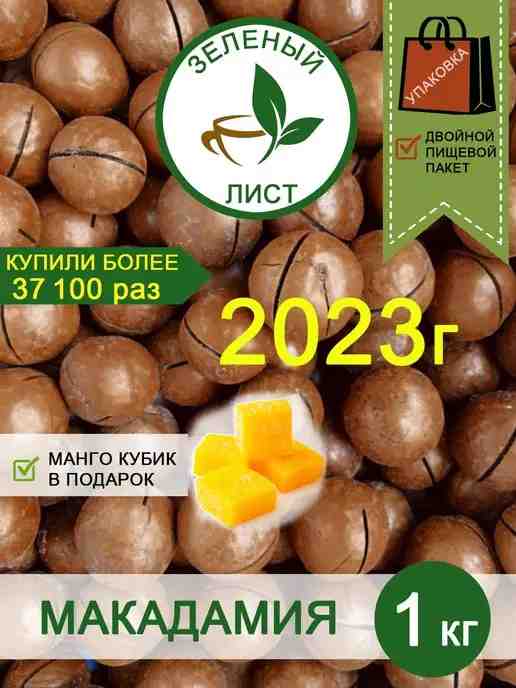 ЗЕЛЕНЫЙ
ЛИСТ
УПАКОВКА
ДВОЙНОЙ
ПИЩЕВОЙ
ПАКЕТ
КУПИЛИ БОЛЕЕ
37 100 раз
2023г
МАНГО КУБИК
В ПОДАРОК
МАКАДАМИЯ
1 кг